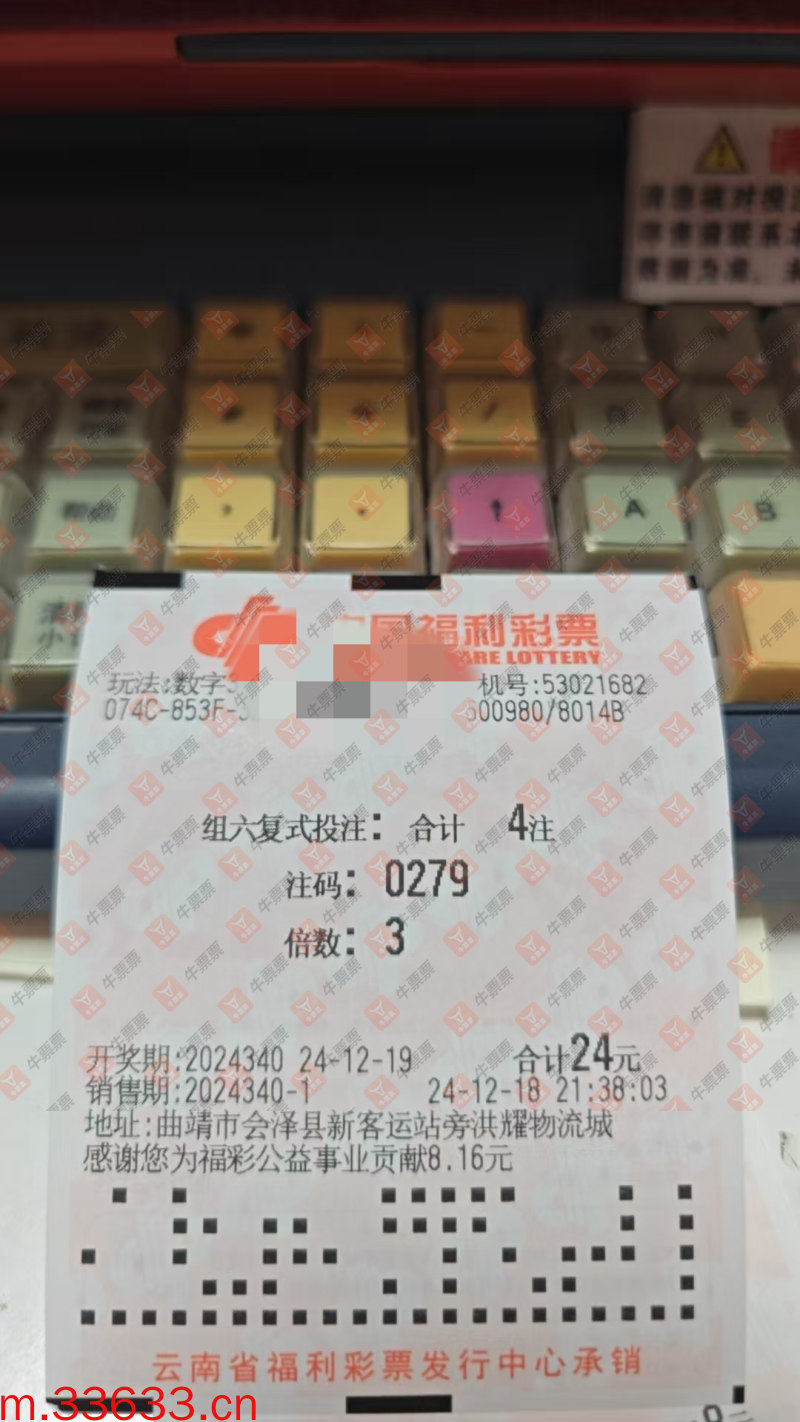 A
B
中国福利彩票
ARE LOTTERY
玩法:数字3
机号:53021682
074C-853F-
00980/8014B
组六复式投注: 合计 4注
注码: 0279
倍数: 3
开奖期:2024340 24-12-19 合计24元
销售期:2024340-1 24-12-18 21:38:03
地址:曲靖市会泽县新客运站旁洪耀物流城
感谢您为福彩公益事业贡献8.16元
云南省福利彩票发行中心承销
m.33633.cn
牛票票